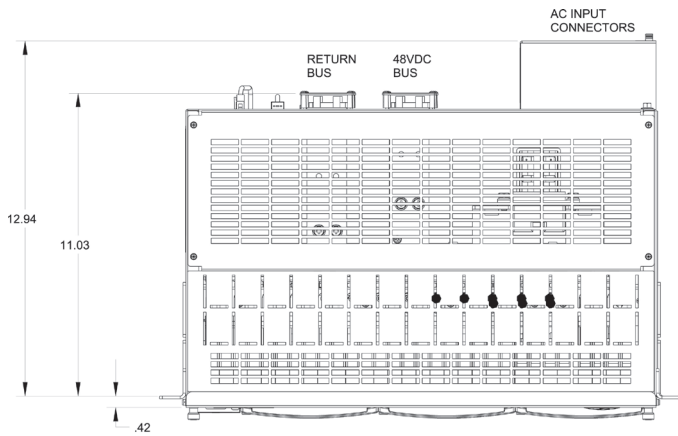 AC INPUT
CONNECTORS
RETURN
BUS
48VDC
BUS
12.94
11.03
.42